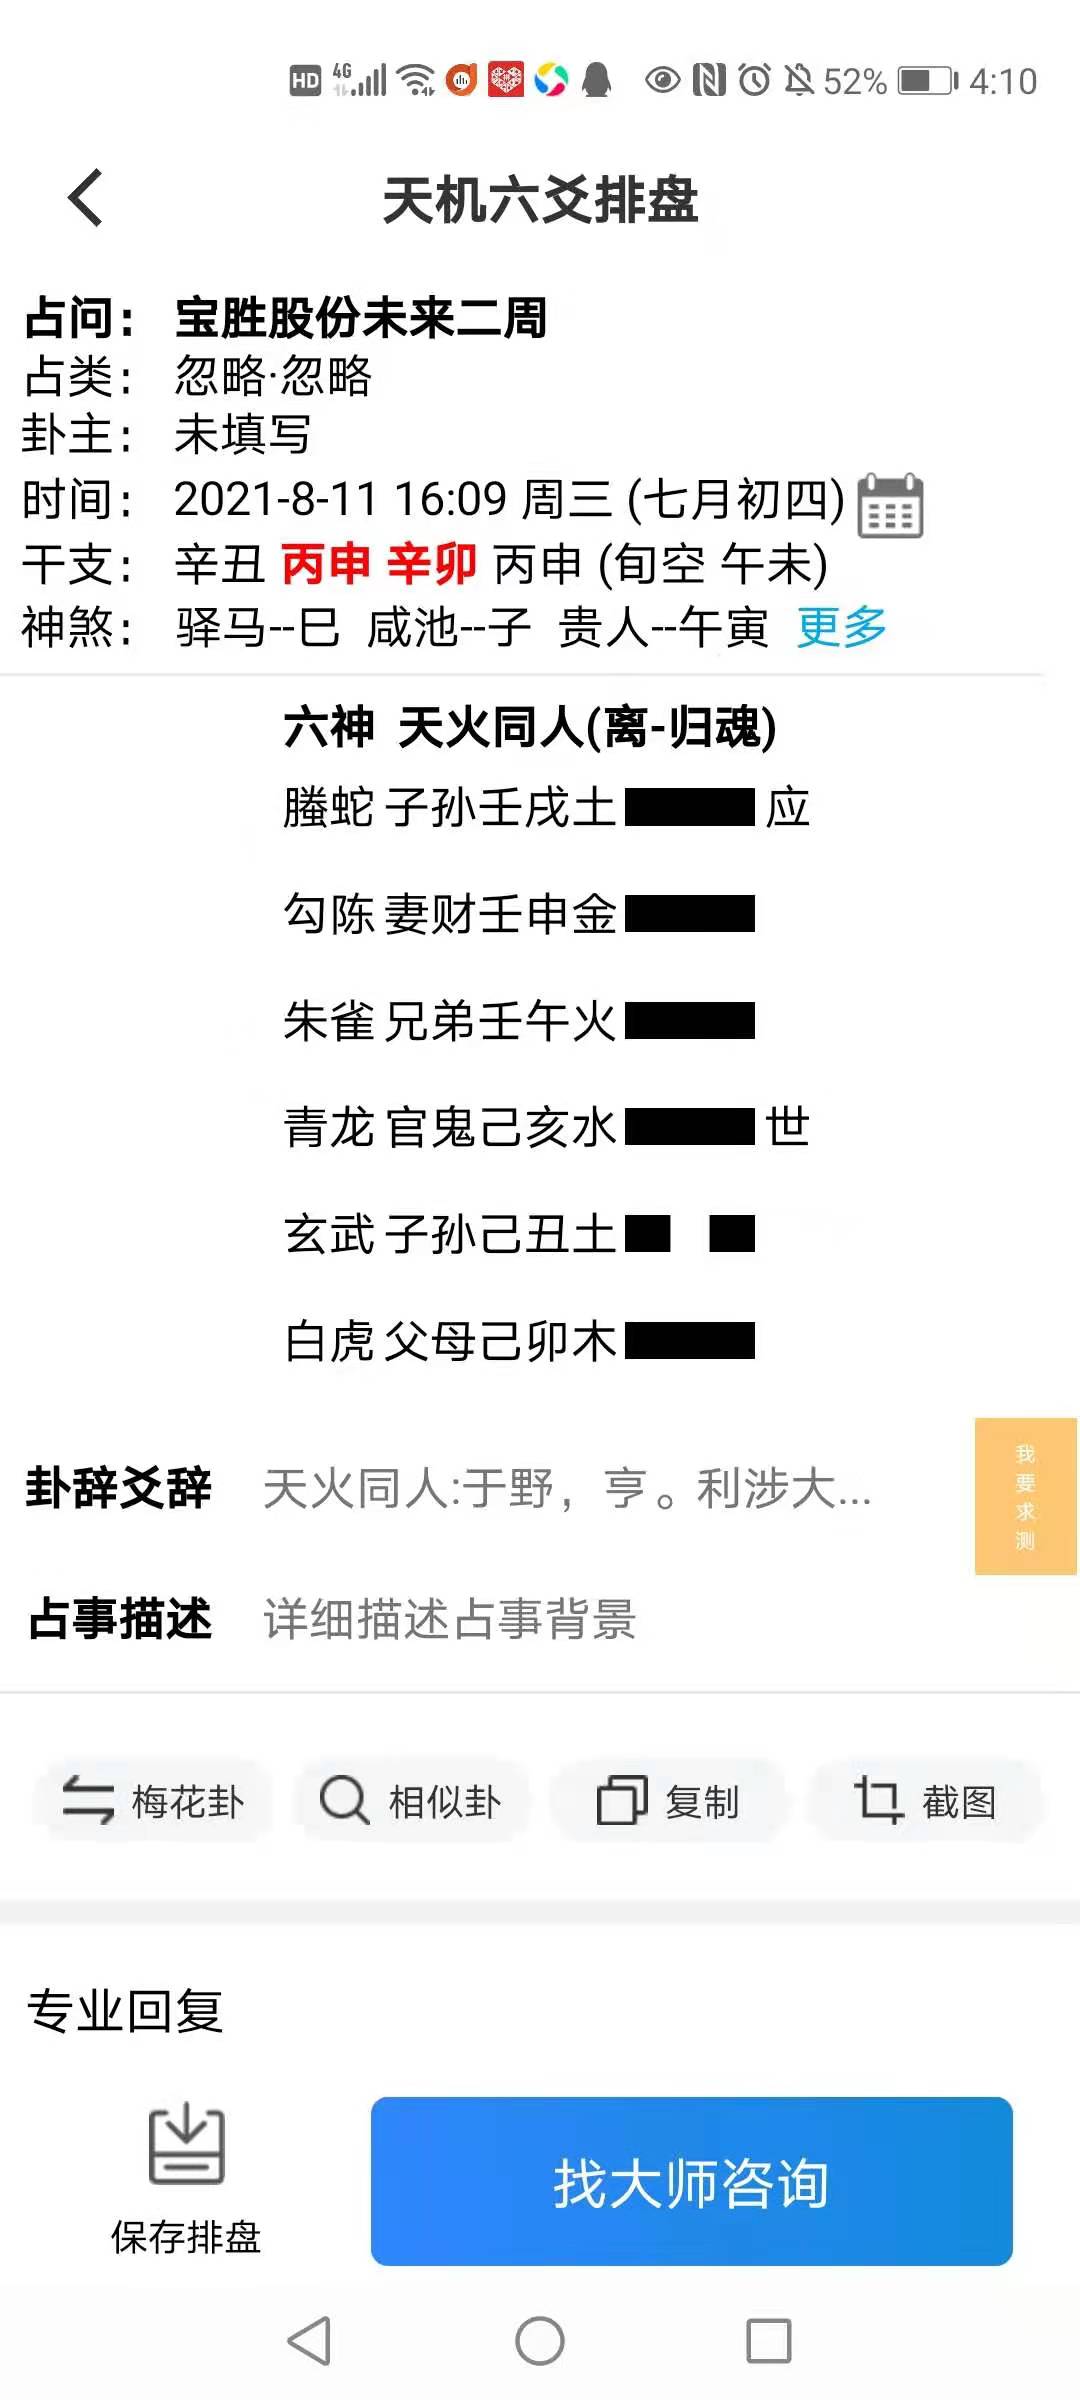 HD 4G 52% 4:10
天机六爻排盘
占问： 宝胜股份未来二周
占类： 忽略·忽略
卦主： 未填写
时间： 2021-8-11 16:09 周三 (七月初四)
干支： 辛丑 丙申 辛卯 丙申 (旬空 午未)
神煞： 驿马--巳 咸池--子 贵人--午寅 更多
六神 天火同人(离-归魂)
螣蛇 子孙壬戌土 应
勾陈 妻财壬申金
朱雀 兄弟壬午火
青龙 官鬼己亥水 世
玄武 子孙己丑土
白虎 父母己卯木
卦辞爻辞 天火同人:于野，亨。利涉大...
我要求测
占事描述 详细描述占事背景
梅花卦 相似卦 复制 截图
专业回复
保存排盘 找大师咨询